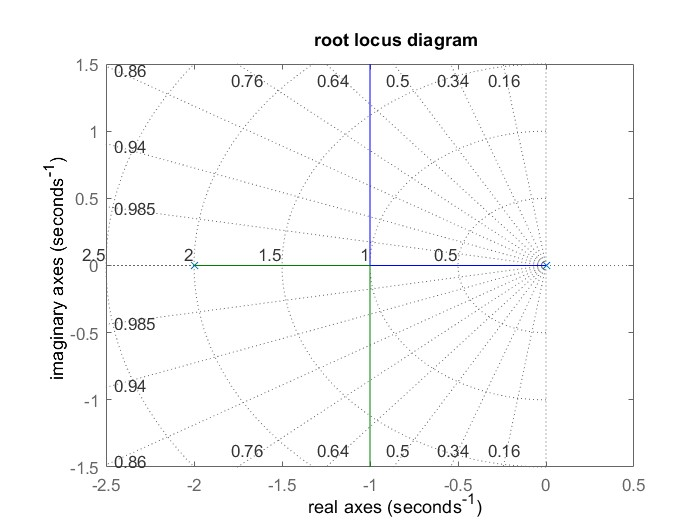 root locus diagram
1.5
0.86 0.76 0.64 0.5 0.34 0.16
1
0.94
0.5
0.985
2.5 2 1.5 1 0.5
0
-0.5
0.985
-1
0.94
0.76 0.64 0.5 0.34 0.16
0.86
-1.5
-2.5 -2 -1.5 -1 -0.5 0 0.5
real axes (seconds-1)
imaginary axes (seconds-1)